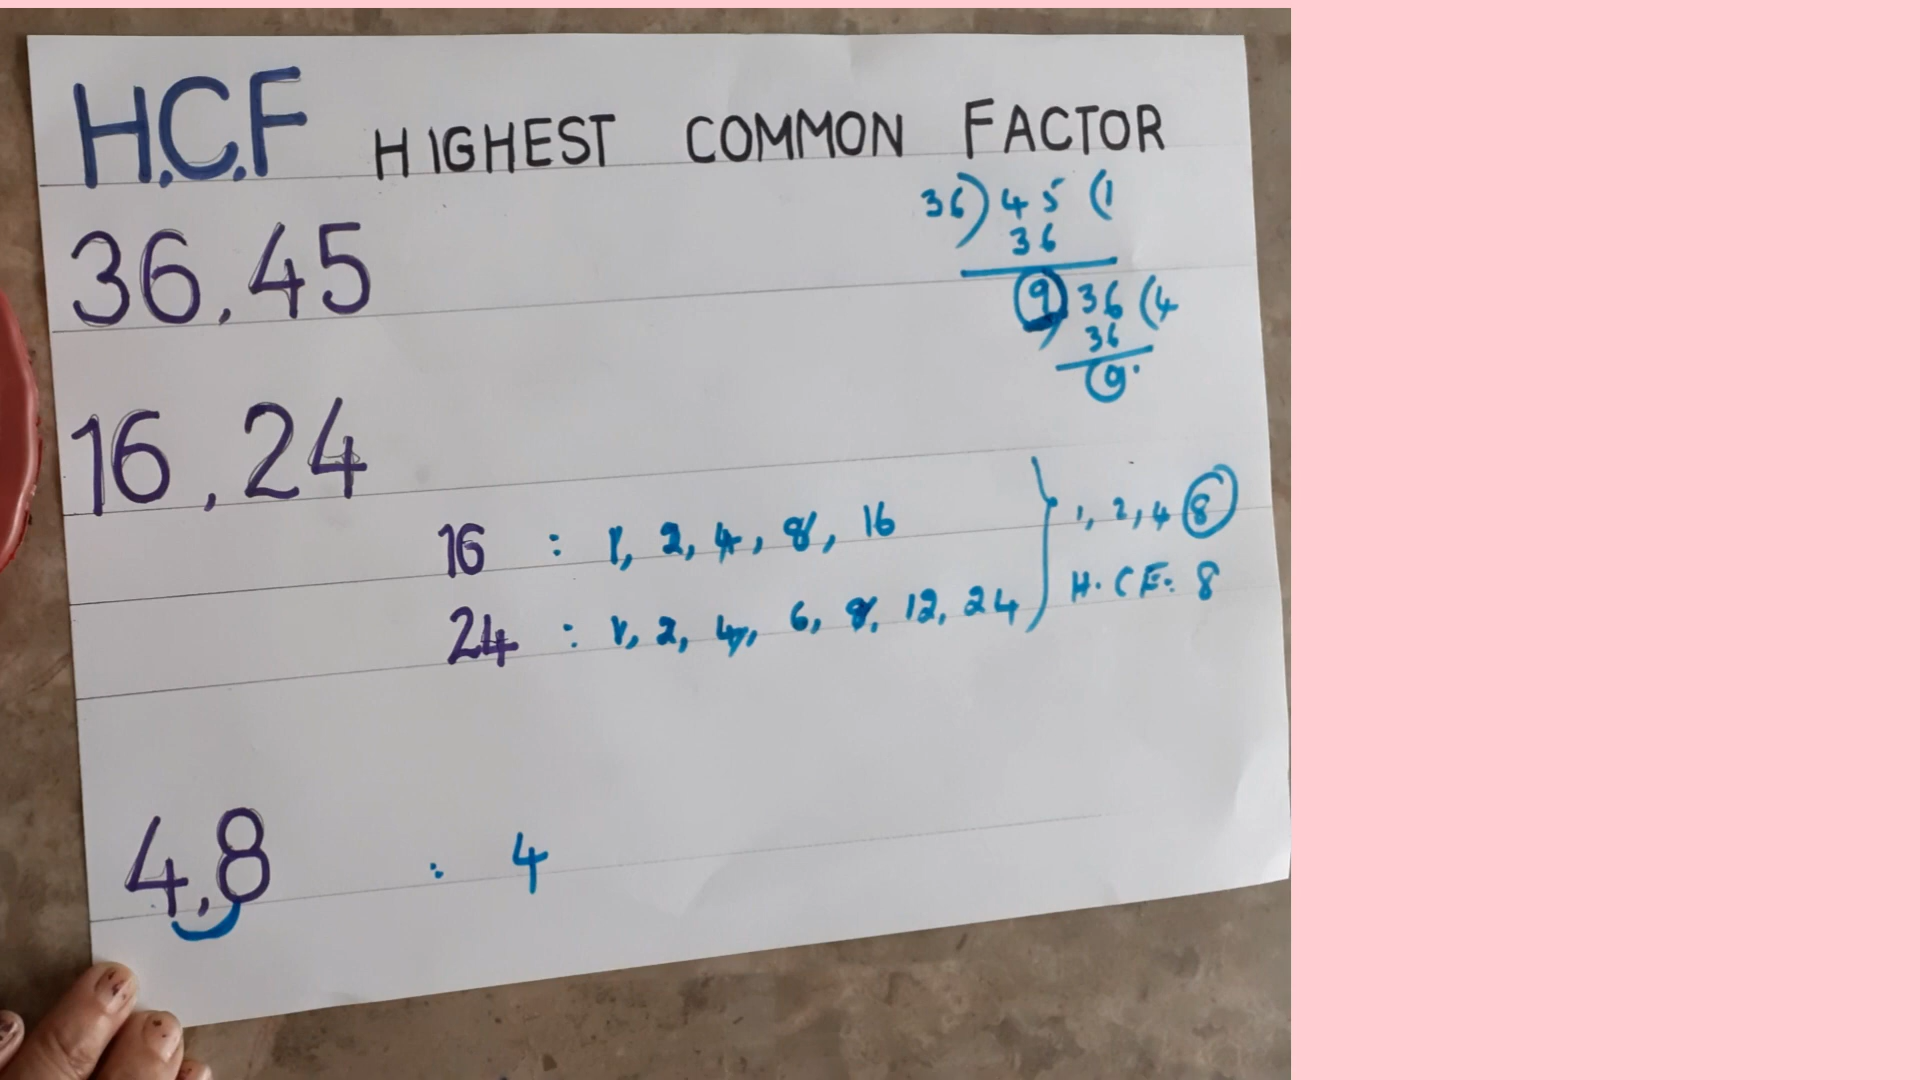 H.C.F HIGHEST COMMON FACTOR
36,45
36) 45 (1
36
9) 36 (4
36
9.
16,24
16 : 1, 2, 4, 8, 16
24 : 1, 2, 4, 6, 8, 12, 24
1, 2, 4 8
H.C.F: 8
4,8 : 4